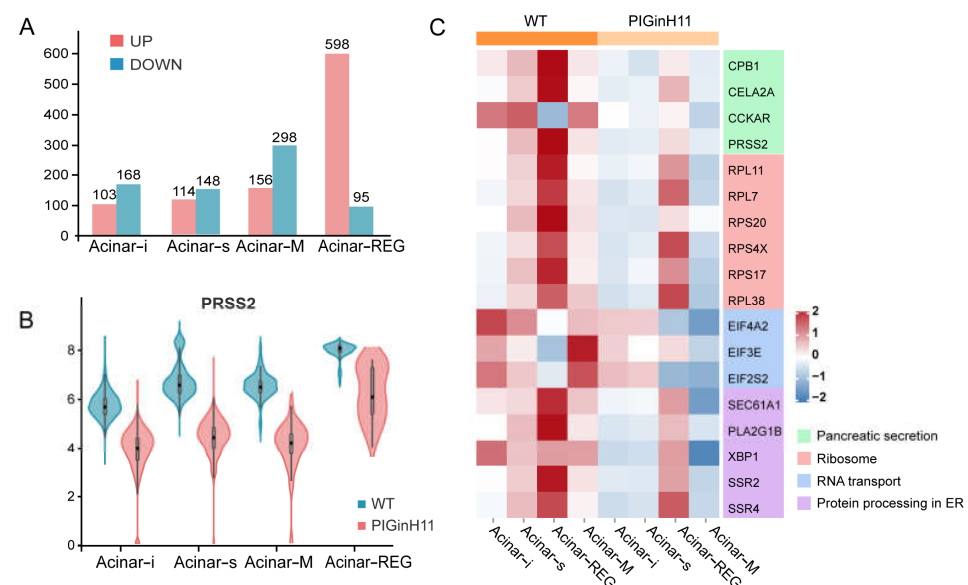 A
UP
DOWN
600
500
400
300
200
100
0
103
168
114
148
156
298
598
95
Acinar-i
Acinar-s
Acinar-M
Acinar-REG
B
PRSS2
8
6
4
2
0
WT
PIGinH11
Acinar-i
Acinar-s
Acinar-M
Acinar-REG
C
WT
PIGinH11
CPB1
CELA2A
CCKAR
PRSS2
RPL11
RPL7
RPS20
RPS4X
RPS17
RPL38
EIF4A2
EIF3E
EIF2S2
SEC61A1
PLA2G1B
XBP1
SSR2
SSR4
Acinar-i
Acinar-s
Acinar-REG
Acinar-M
Acinar-i
Acinar-s
Acinar-REG
Acinar-M
2
1
0
-1
-2
Pancreatic secretion
Ribosome
RNA transport
Protein processing in ER